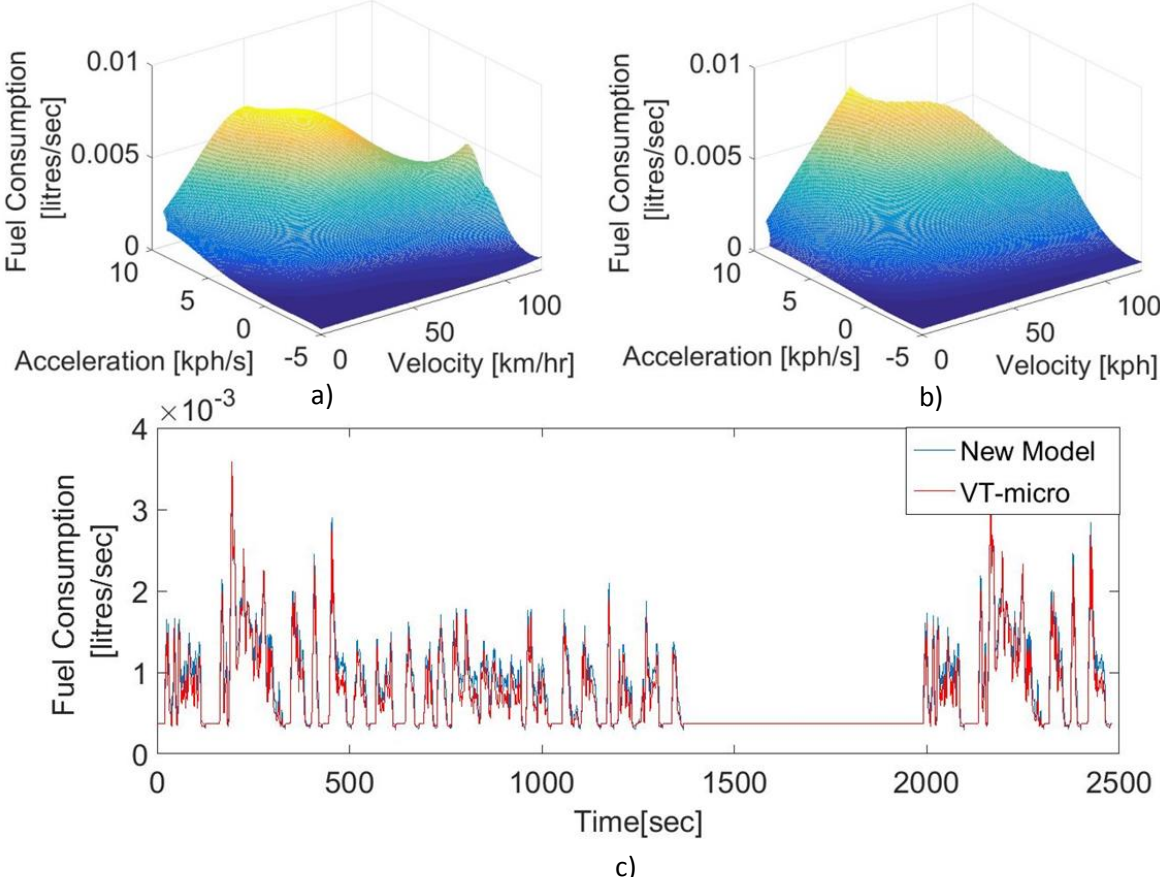 Fuel Consumption
[litres/sec]
0.01
0.005
0
10
5
0
-5
0
50
100
Acceleration [kph/s]
Velocity [km/hr]
a)
Fuel Consumption
[litres/sec]
0.01
0.005
0
10
5
0
-5
0
50
100
Acceleration [kph/s]
Velocity [kph]
b)
×10-3
Fuel Consumption
[litres/sec]
4
3
2
1
0
New Model
VT-micro
0 500 1000 1500 2000 2500
Time[sec]
c)